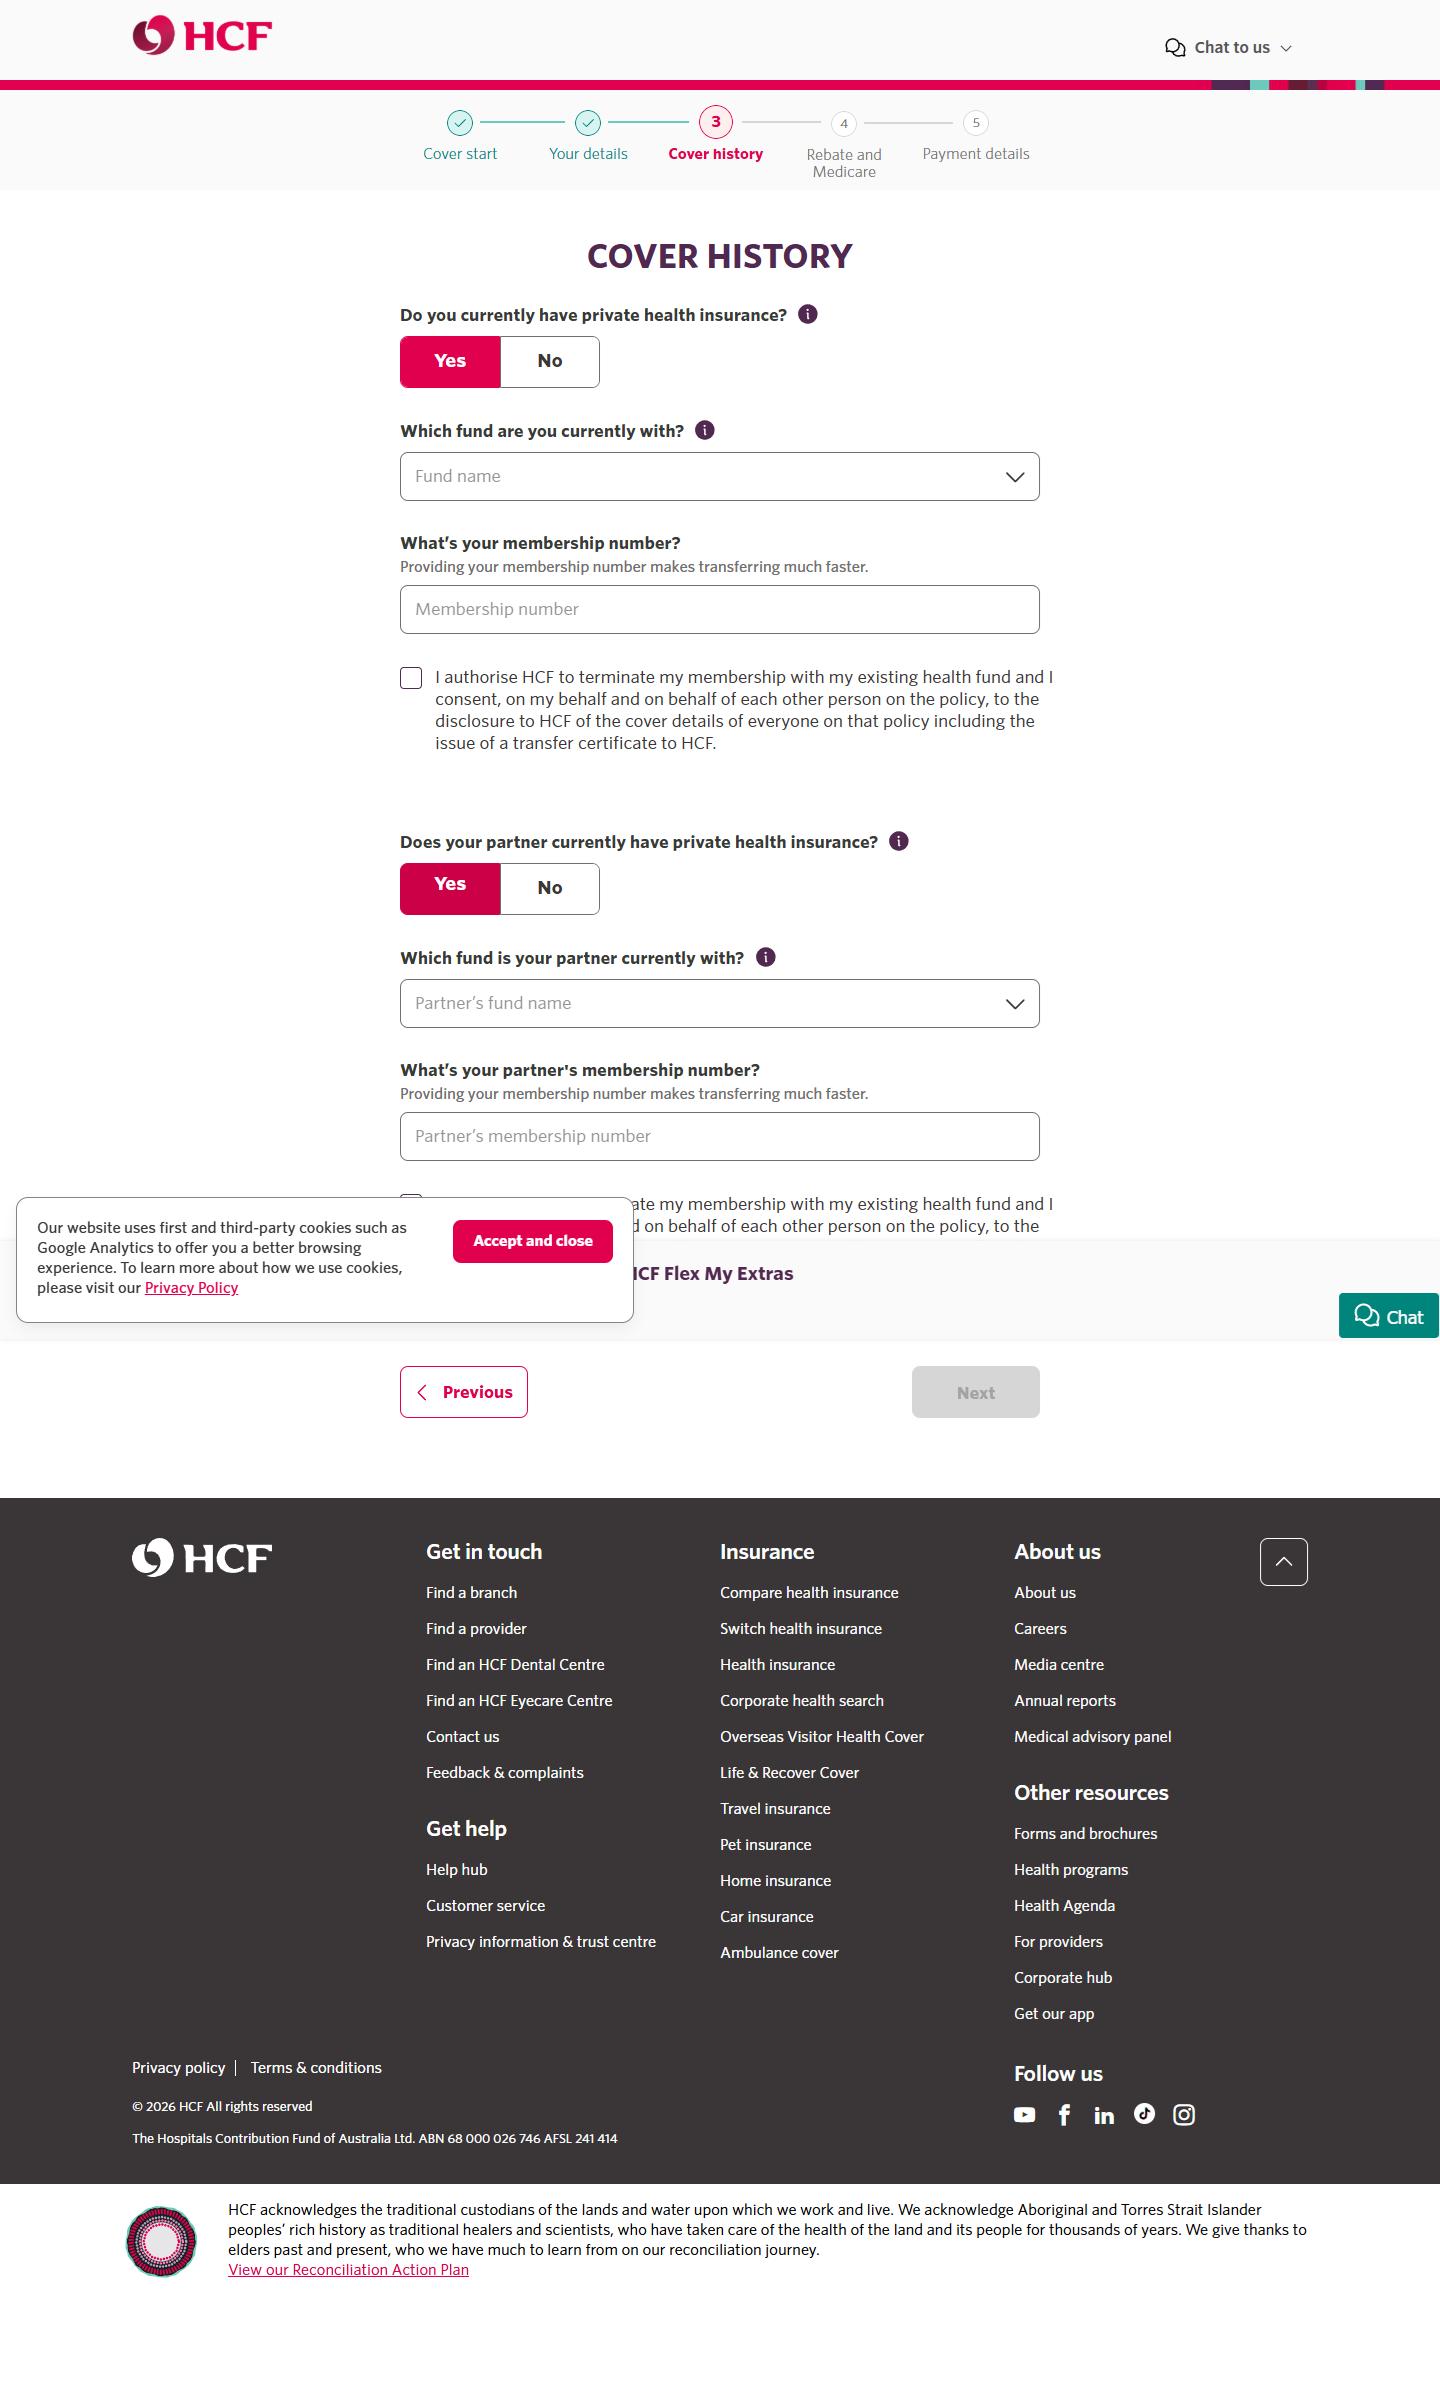 HCF
Chat to us
3
4
5
Cover start
Your details
Cover history
Rebate and
Medicare
Payment details
COVER HISTORY
Do you currently have private health insurance?
Yes
No
Which fund are you currently with?
Fund name
What's your membership number?
Providing your membership number makes transferring much faster.
Membership number
I authorise HCF to terminate my membership with my existing health fund and I
consent, on my behalf and on behalf of each other person on the policy, to the
disclosure to HCF of the cover details of everyone on that policy including the
issue of a transfer certificate to HCF.
Does your partner currently have private health insurance?
Yes
No
Which fund is your partner currently with?
Partner's fund name
What's your partner's membership number?
Providing your membership number makes transferring much faster.
Partner's membership number
my membership with my existing health fund and I
on behalf of each other person on the policy, to the
Our website uses first and third-party cookies such as
Google Analytics to offer you a better browsing
experience. To learn more about how we use cookies,
please visit our Privacy Policy
Accept and close
HCF Flex My Extras
Chat
Previous
Next
HCF
Get in touch
Find a branch
Find a provider
Find an HCF Dental Centre
Find an HCF Eyecare Centre
Contact us
Feedback & complaints
Get help
Help hub
Customer service
Privacy information & trust centre
Insurance
Compare health insurance
Switch health insurance
Health insurance
Corporate health search
Overseas Visitor Health Cover
Life & Recover Cover
Travel insurance
Pet insurance
Home insurance
Car insurance
Ambulance cover
About us
About us
Careers
Media centre
Annual reports
Medical advisory panel
Other resources
Forms and brochures
Health programs
Health Agenda
For providers
Corporate hub
Get our app
Follow us
Privacy policy
Terms & conditions
© 2026 HCF All rights reserved
The Hospitals Contribution Fund of Australia Ltd. ABN 68 000 026 746 AFSL 241 414
HCF acknowledges the traditional custodians of the lands and water upon which we work and live. We acknowledge Aboriginal and Torres Strait Islander
peoples' rich history as traditional healers and scientists, who have taken care of the health of the land and its people for thousands of years. We give thanks to
elders past and present, who we have much to learn from on our reconciliation journey.
View our Reconciliation Action Plan